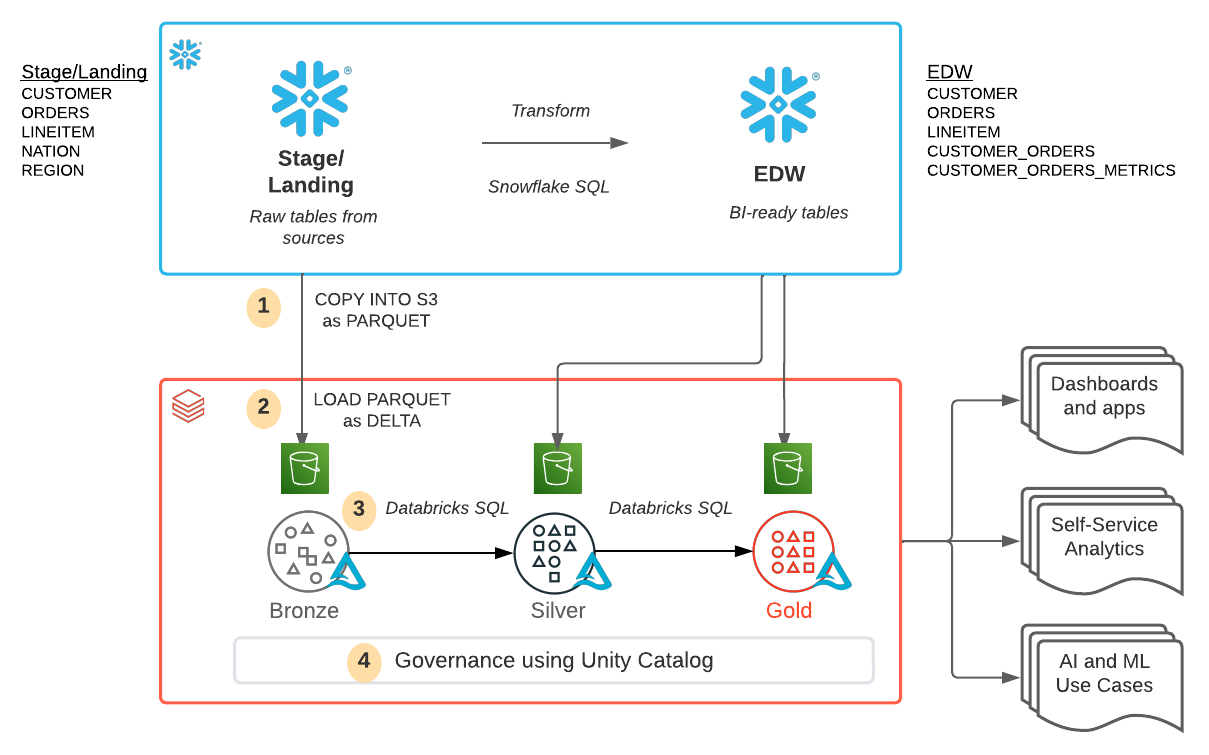 Stage/Landing
CUSTOMER
ORDERS
LINEITEM
NATION
REGION
Stage/
Landing
Raw tables from
sources
Transform
Snowflake SQL
EDW
BI-ready tables
EDW
CUSTOMER
ORDERS
LINEITEM
CUSTOMER_ORDERS
CUSTOMER_ORDERS_METRICS
1
COPY INTO S3
as PARQUET
2
LOAD PARQUET
as DELTA
3
Databricks SQL
Databricks SQL
Bronze
Silver
Gold
4
Governance using Unity Catalog
Dashboards
and apps
Self-Service
Analytics
AI and ML
Use Cases